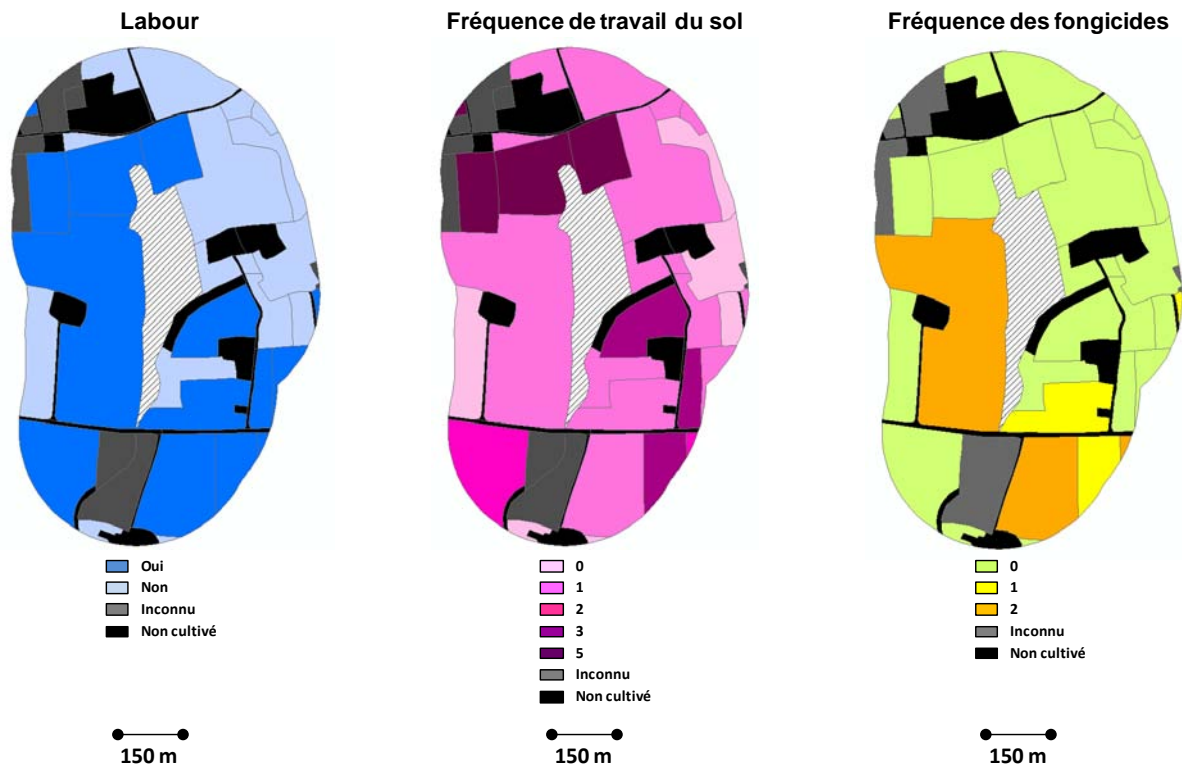 Labour
Fréquence de travail du sol
Fréquence des fongicides
Oui
Non
Inconnu
Non cultivé
150 m
0
1
2
3
5
Inconnu
Non cultivé
150 m
0
1
2
Inconnu
Non cultivé
150 m